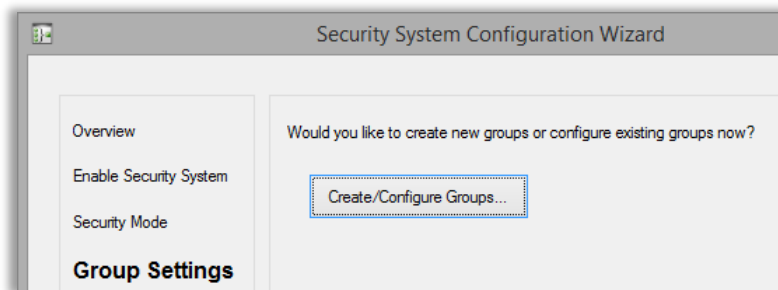 Security System Configuration Wizard
Overview
Enable Security System
Security Mode
Group Settings
Would you like to create new groups or configure existing groups now?
Create/Configure Groups...